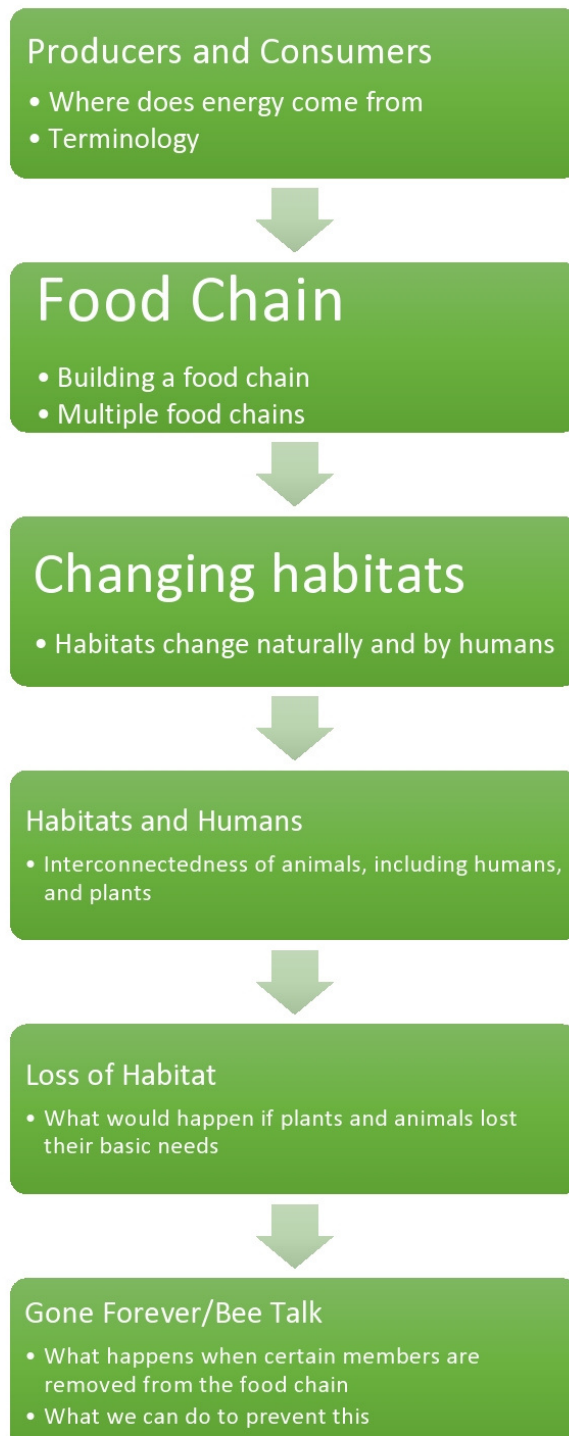 Producers and Consumers
• Where does energy come from
• Terminology
Food Chain
• Building a food chain
• Multiple food chains
Changing habitats
• Habitats change naturally and by humans
Habitats and Humans
• Interconnectedness of animals, including humans,
and plants
Loss of Habitat
• What would happen if plants and animals lost
their basic needs
Gone Forever/Bee Talk
• What happens when certain members are
removed from the food chain
• What we can do to prevent this